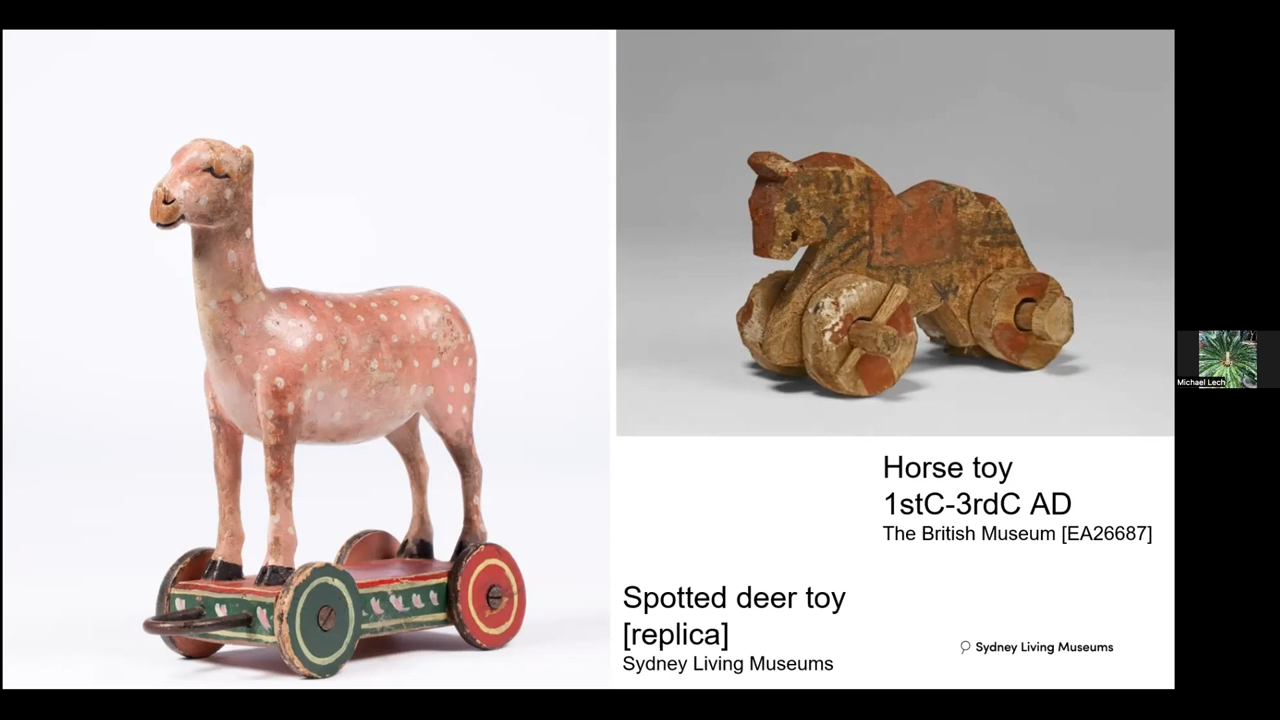 Horse toy
1stC-3rdC AD
The British Museum [EA26687]
Spotted deer toy
[replica]
Sydney Living Museums
Sydney Living Museums
Michael Lech